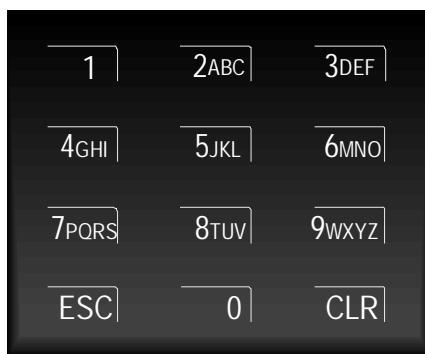 1 2ABC 3DEF
4GHI 5JKL 6MNO
7PQRS 8TUV 9WXYZ
ESC 0 CLR